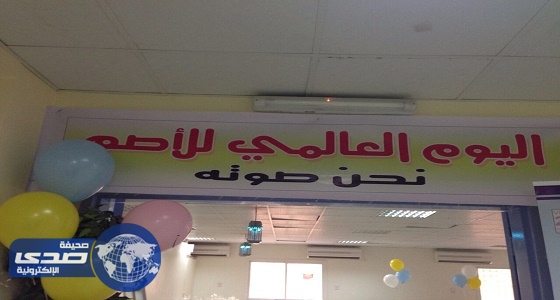 اليوم العالمي للأصم
نحن صوته
صحيفة
صدى
الإلكترونية